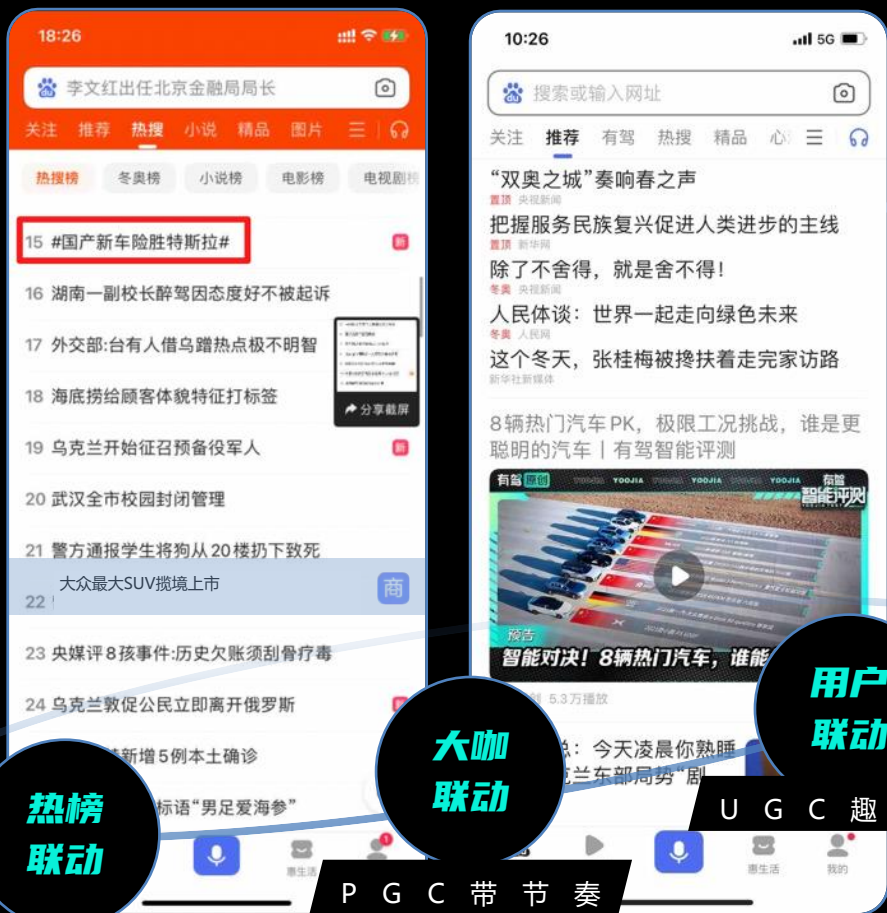 18:26
李文红出任北京金融局局长
关注 推荐 热搜 小说 精品 图片
热搜榜 冬奥榜 小说榜 电影榜 电视剧榜
15 #国产新车险胜特斯拉# 新
16 湖南一副校长醉驾因态度好不被起诉
17 外交部:台有人借乌蹭热点极不明智
18 海底捞给顾客体貌特征打标签
分享截屏
19 乌克兰开始征召预备役军人 新
20 武汉全市校园封闭管理
21 警方通报学生将狗从20楼扔下致死
大众最大SUV揽境上市 商
22
23 央媒评8孩事件:历史欠账须刮骨疗毒
24 乌克兰敦促公民立即离开俄罗斯
新增5例本土确诊
标语“男足爱海参”
惠生活
1
热榜
联动
大咖
联动
PGC带节奏
10:26
5G
搜索或输入网址
关注 推荐 有驾 热搜 精品
“双奥之城”奏响春之声
置顶 央视新闻
把握服务民族复兴促进人类进步的主线
置顶 新华网
除了不舍得，就是舍不得！
冬奥 央视新闻
人民体谈：世界一起走向绿色未来
冬奥 人民网
这个冬天，张桂梅被搀扶着走完家访路
新华社新媒体
8辆热门汽车PK，极限工况挑战，谁是更
聪明的汽车丨有驾智能评测
有驾 原创 YOOJIA YOOJIA YOOJIA 有驾
智能评测
预告
智能对决！8辆热门汽车，谁能
5.3万播放
：今天凌晨你熟睡
克兰东部局势“剧
惠生活 我的
用户
联动
UGC趣